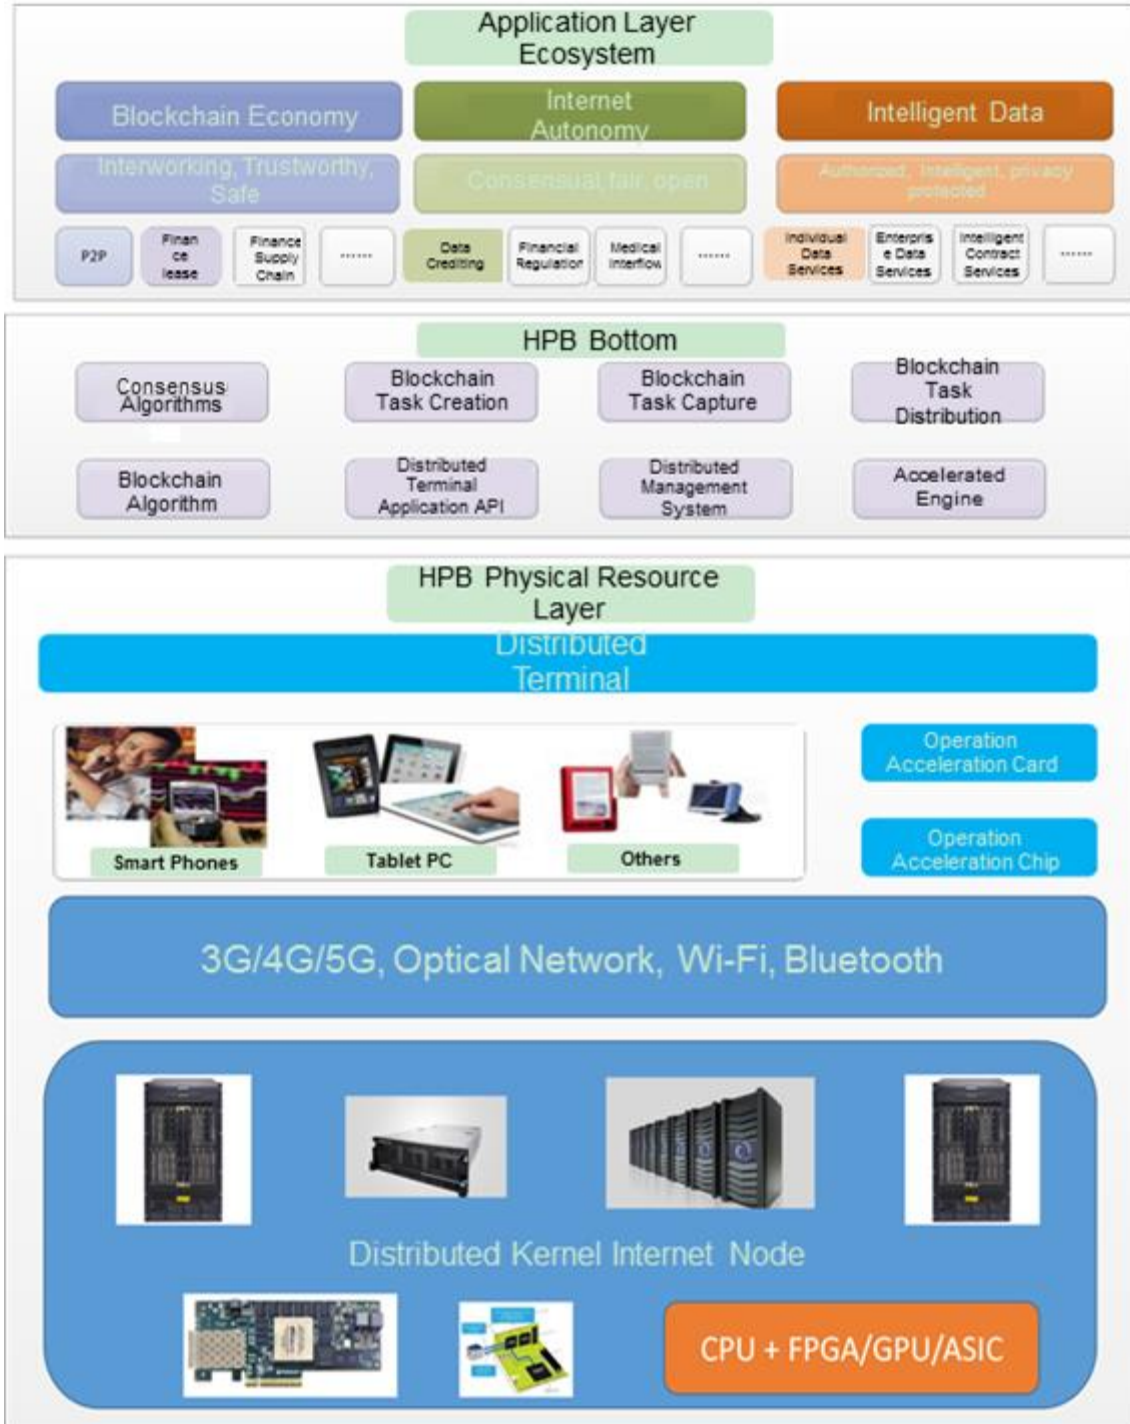 Application Layer
Ecosystem
Blockchain Economy
Internet
Autonomy
Intelligent Data
Interworking, Trustworthy,
Safe
Consensual, fair, open
Authorized, Intelligent, privacy
protected
P2P
Finan
ce
lease
Finance
Supply
Chain
......
Data
Crediting
Financial
Regulation
Medical
Interflow
......
Individual
Data
Services
Enterpris
e Data
Services
Intelligent
Contract
Services
......
HPB Bottom
Consensus
Algorithms
Blockchain
Task Creation
Blockchain
Task Capture
Blockchain
Task
Distribution
Blockchain
Algorithm
Distributed
Terminal
Application API
Distributed
Management
System
Accelerated
Engine
HPB Physical Resource
Layer
Distributed
Terminal
Smart Phones
Tablet PC
Others
Operation
Acceleration Card
Operation
Acceleration Chip
3G/4G/5G, Optical Network, Wi-Fi, Bluetooth
Distributed Kernel Internet Node
CPU + FPGA/GPU/ASIC